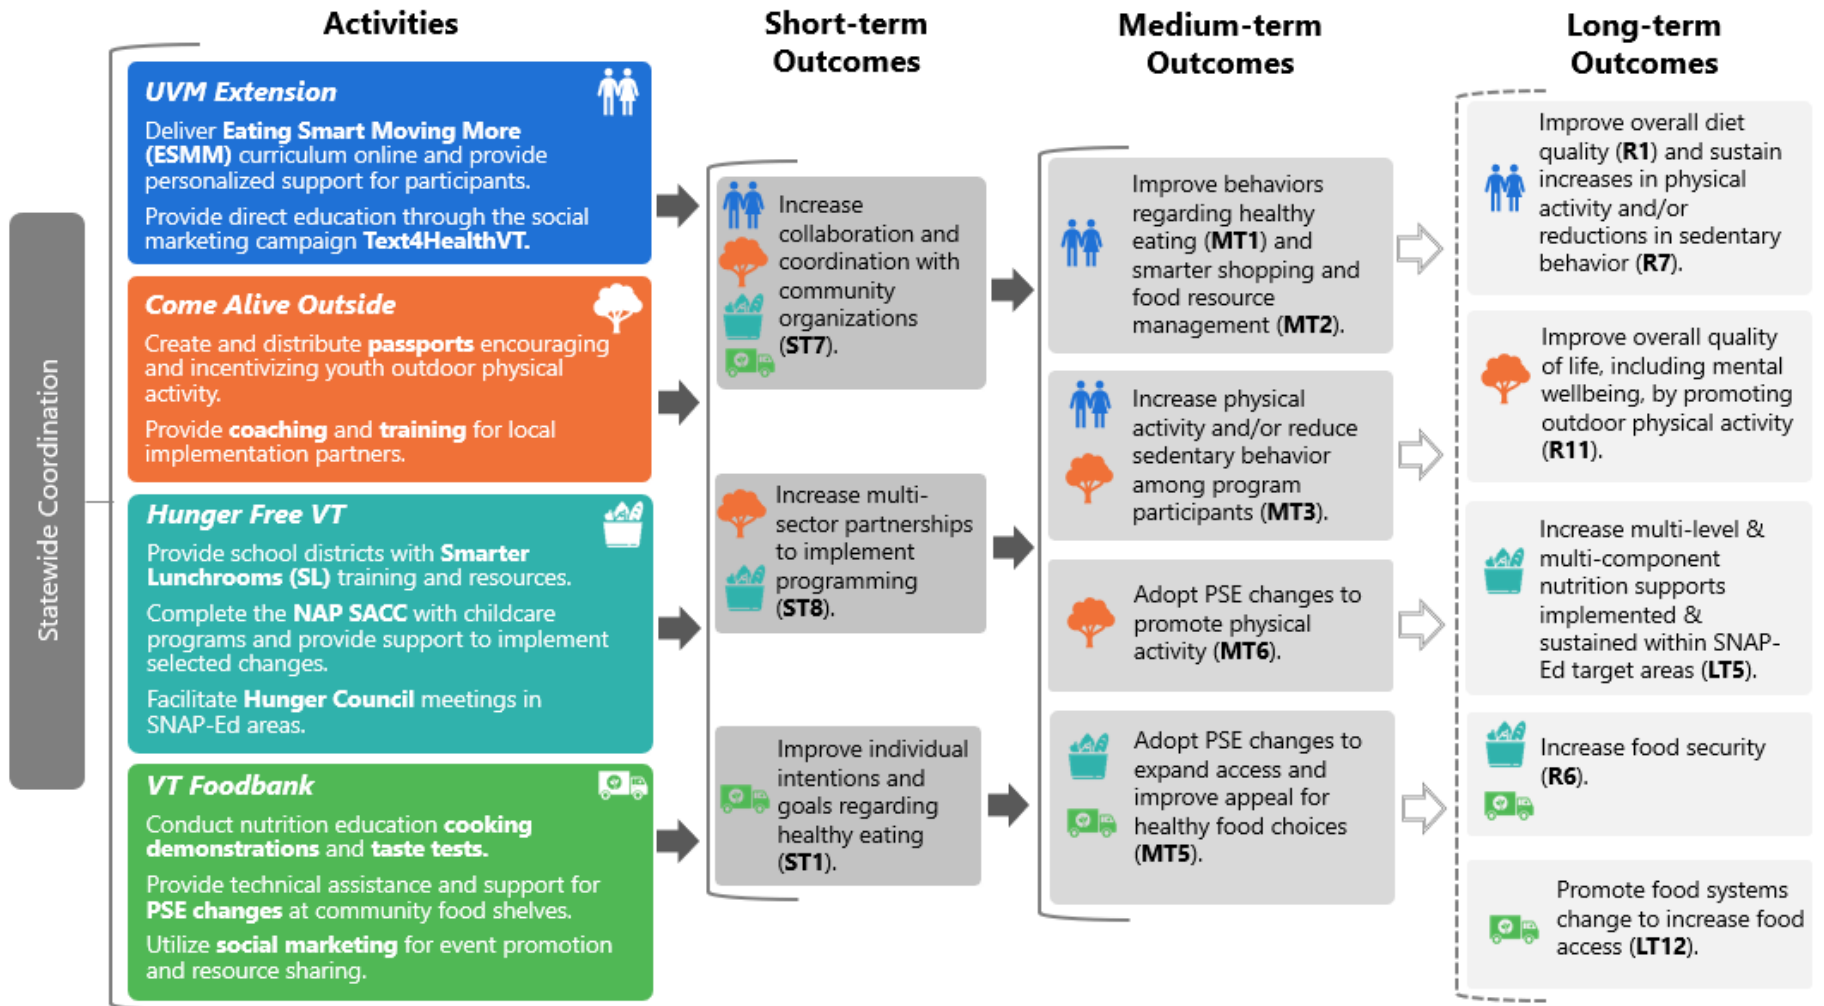 Activities
Short-term
Outcomes
Medium-term
Outcomes
Long-term
Outcomes
Statewide Coordination
UVM Extension
Deliver Eating Smart Moving More
(ESMM) curriculum online and provide
personalized support for participants.
Provide direct education through the social
marketing campaign Text4HealthVT.
Come Alive Outside
Create and distribute passports encouraging
and incentivizing youth outdoor physical
activity.
Provide coaching and training for local
implementation partners.
Hunger Free VT
Provide school districts with Smarter
Lunchrooms (SL) training and resources.
Complete the NAP SACC with childcare
programs and provide support to implement
selected changes.
Facilitate Hunger Council meetings in
SNAP-Ed areas.
VT Foodbank
Conduct nutrition education cooking
demonstrations and taste tests.
Provide technical assistance and support for
PSE changes at community food shelves.
Utilize social marketing for event promotion
and resource sharing.
Increase
collaboration and
coordination with
community
organizations
(ST7).
Increase multi-
sector partnerships
to implement
programming
(ST8).
Improve individual
intentions and
goals regarding
healthy eating
(ST1).
Improve behaviors
regarding healthy
eating (MT1) and
smarter shopping and
food resource
management (MT2).
Increase physical
activity and/or reduce
sedentary behavior
among program
participants (MT3).
Adopt PSE changes to
promote physical
activity (MT6).
Adopt PSE changes to
expand access and
improve appeal for
healthy food choices
(MT5).
Improve overall diet
quality (R1) and sustain
increases in physical
activity and/or
reductions in sedentary
behavior (R7).
Improve overall quality
of life, including mental
wellbeing, by promoting
outdoor physical activity
(R11).
Increase multi-level &
multi-component
nutrition supports
implemented &
sustained within SNAP-
Ed target areas (LT5).
Increase food security
(R6).
Promote food systems
change to increase food
access (LT12).